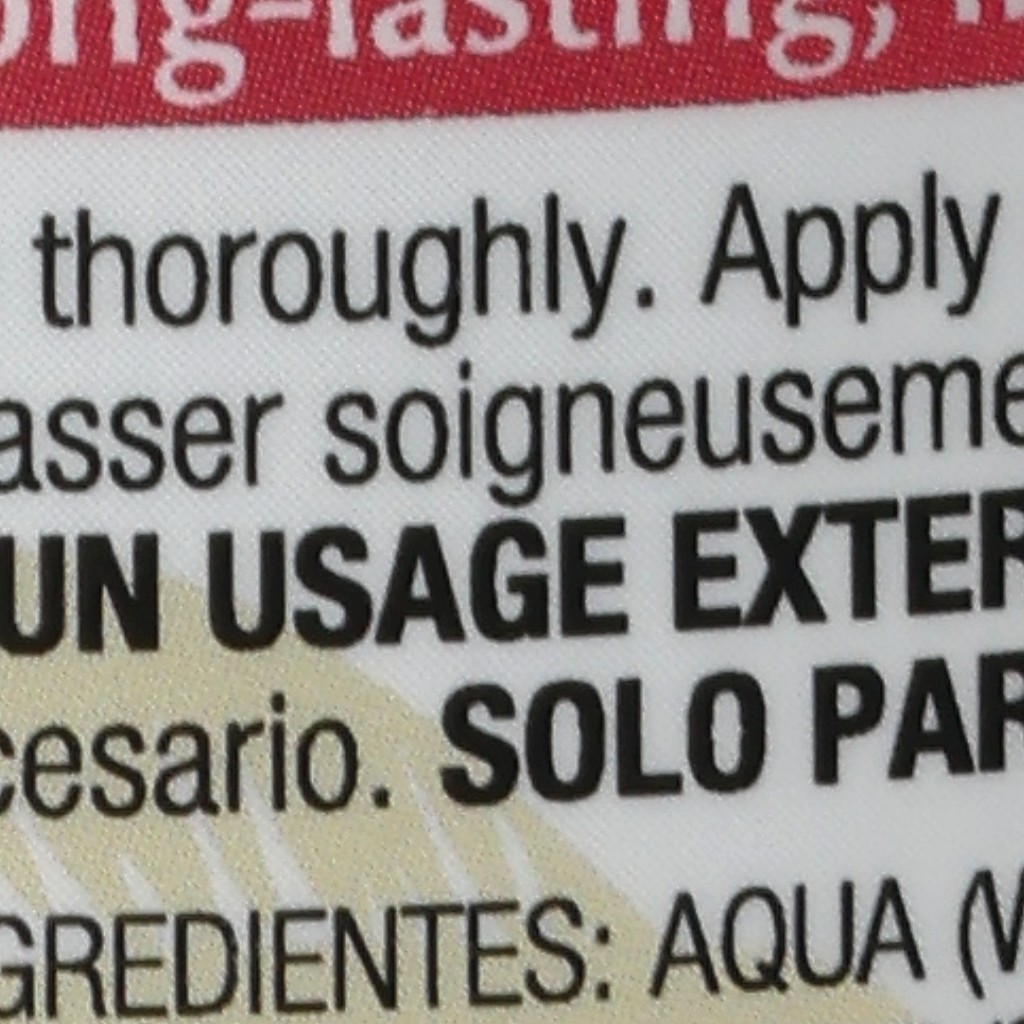 ong-lasting,
thoroughly. Apply
asser soigneuseme
UN USAGE EXTER
cesario. SOLO PAR
GREDIENTES: AQUA (